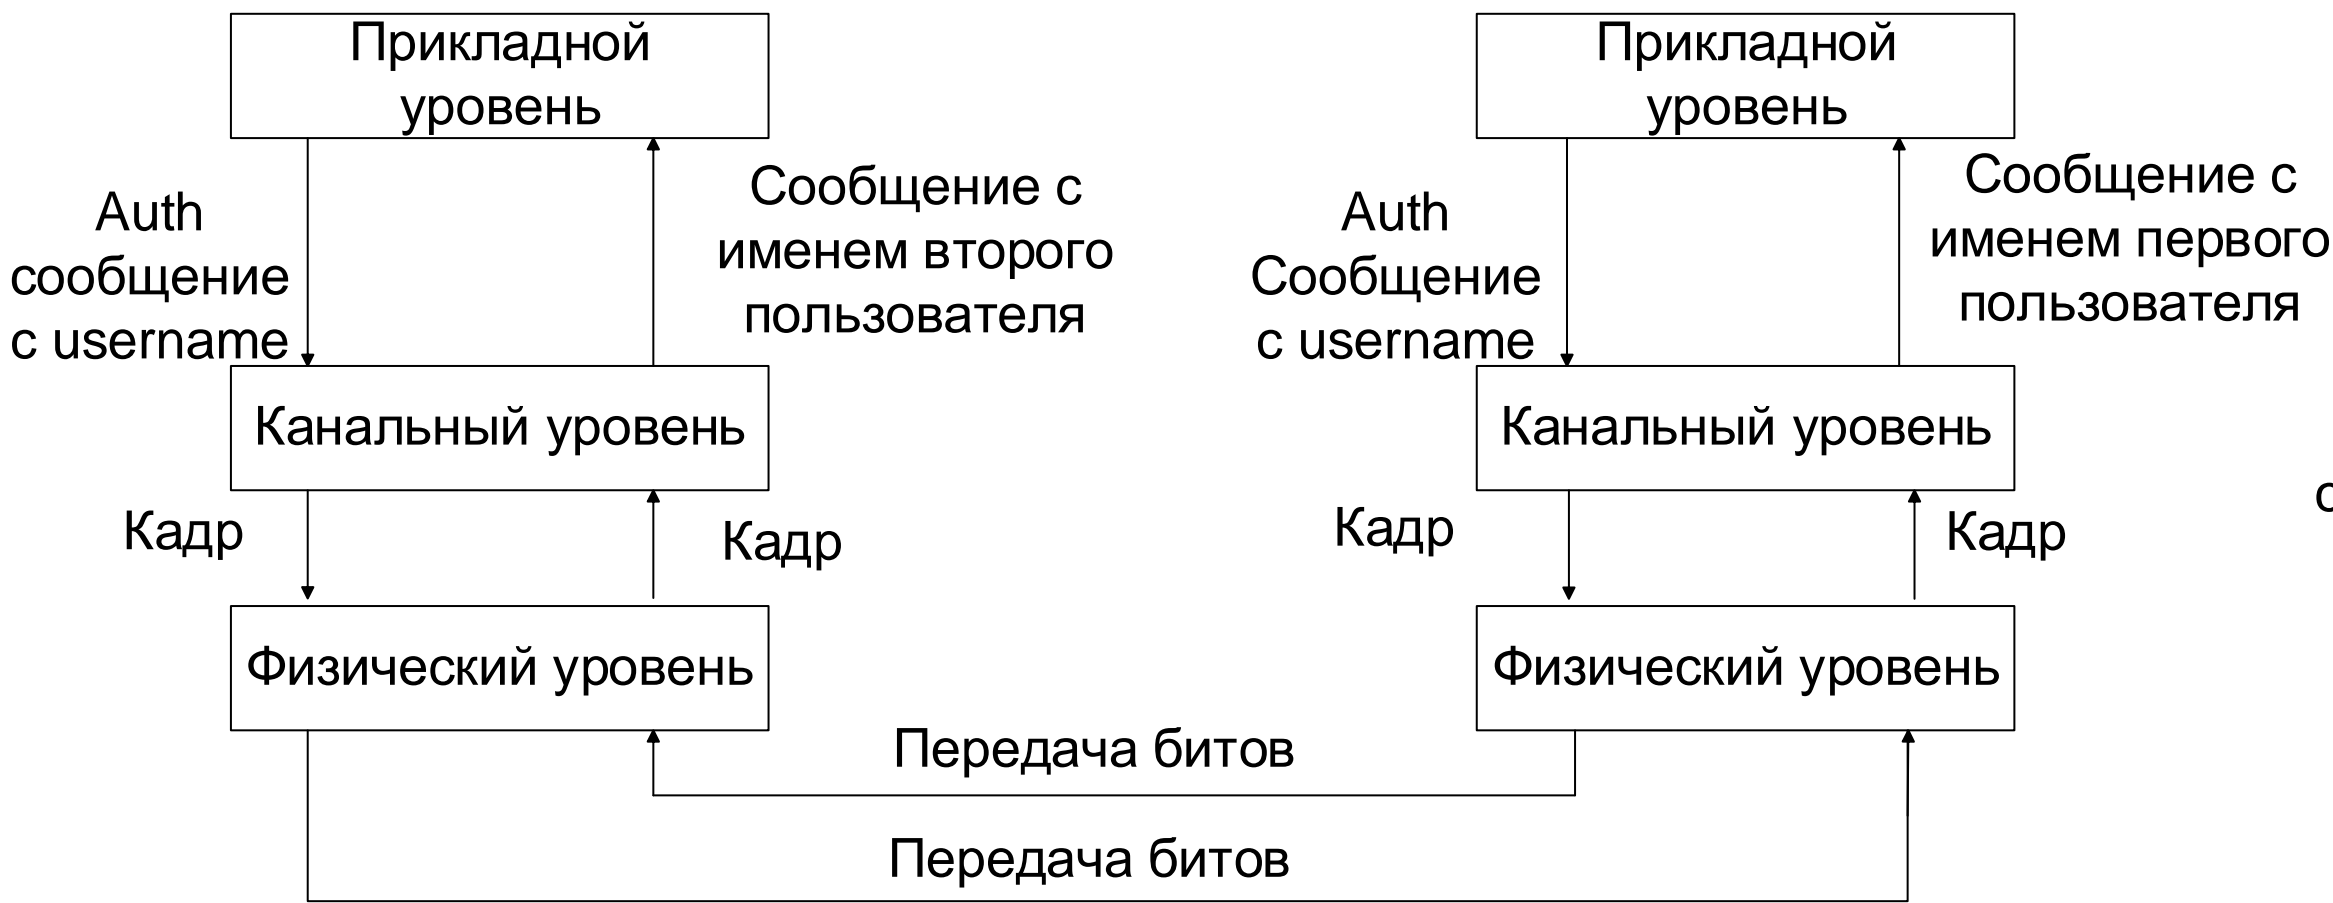 Прикладной
уровень
Прикладной
уровень
Auth
сообщение
с username
Сообщение с
именем второго
пользователя
Auth
Сообщение
с username
Сообщение с
именем первого
пользователя
Канальный уровень
Канальный уровень
Кадр
Кадр
Кадр
Кадр
с
Физический уровень
Физический уровень
Передача битов
Передача битов